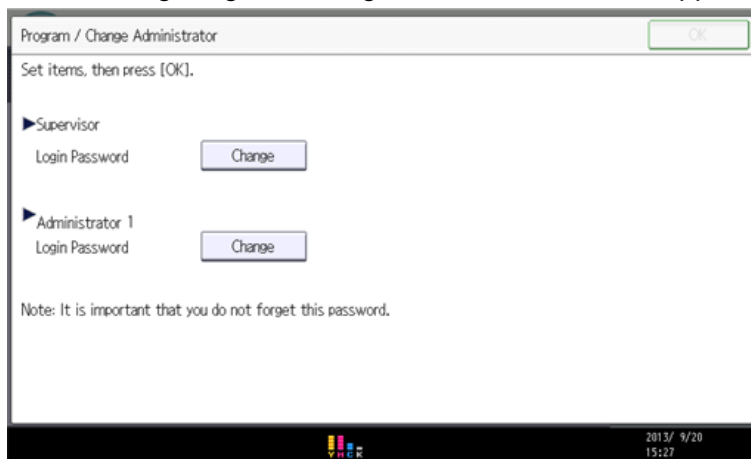 Program / Change Administrator
OK
Set items, then press [OK].
►Supervisor
Login Password Change
►Administrator 1
Login Password Change
Note: It is important that you do not forget this password.
Y M C K
2013/ 9/20
15:27